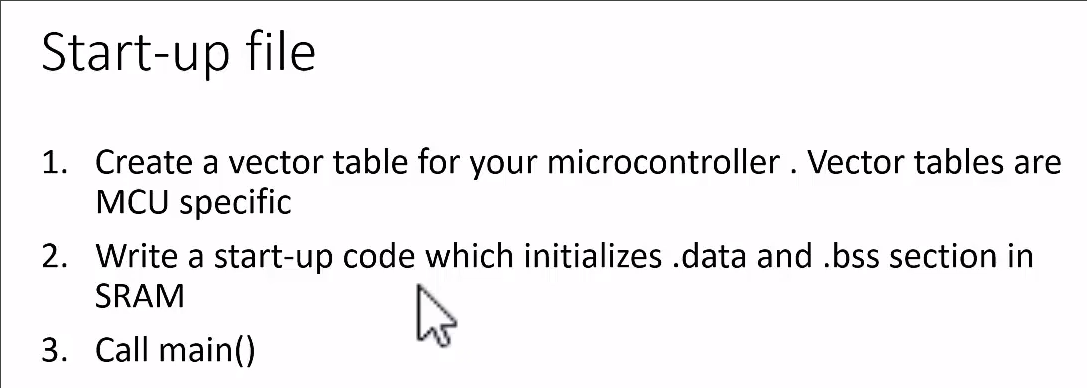 Start-up file
1. Create a vector table for your microcontroller . Vector tables are
MCU specific
2. Write a start-up code which initializes .data and .bss section in
SRAM
3. Call main()